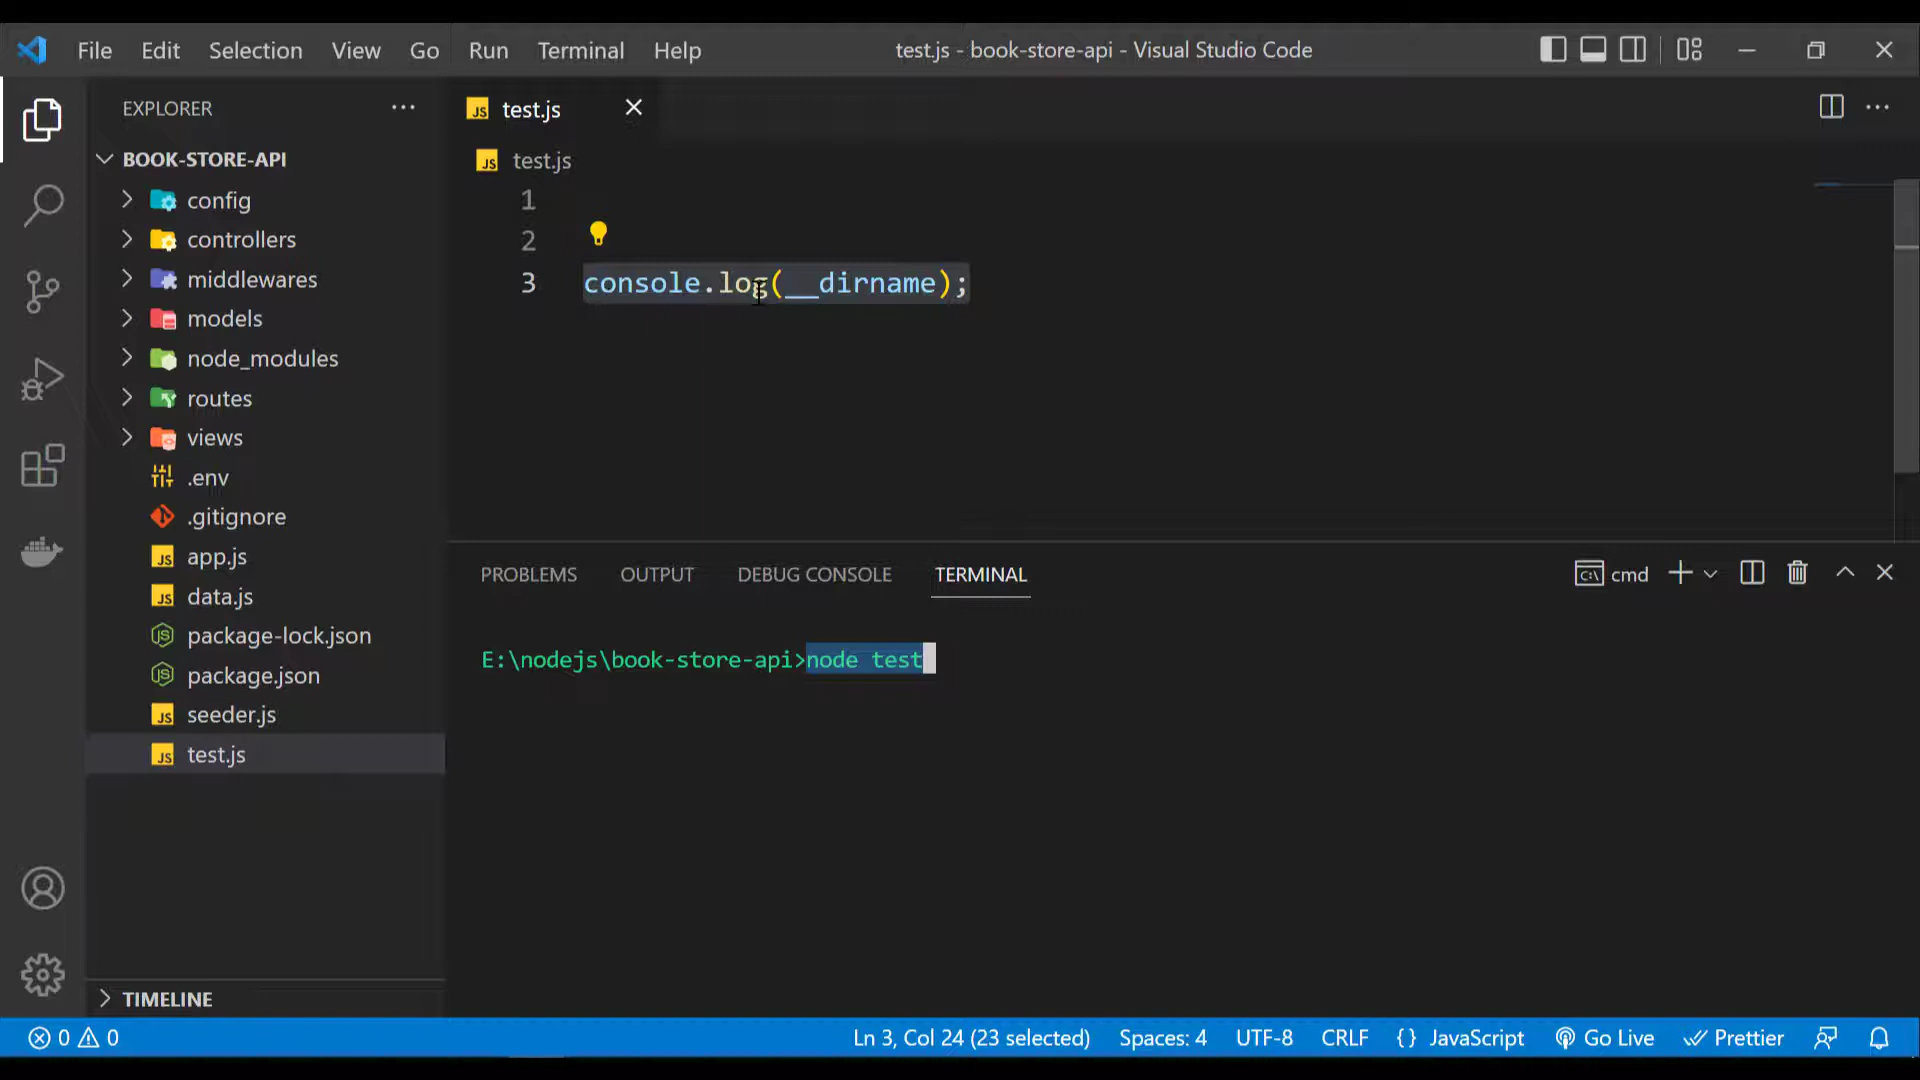 File Edit Selection View Go Run Terminal Help test.js - book-store-api - Visual Studio Code
EXPLORER
BOOK-STORE-API
config
controllers
middlewares
models
node_modules
routes
views
.env
.gitignore
app.js
data.js
package-lock.json
package.json
seeder.js
test.js
TIMELINE
test.js
test.js
1
2
3 console.log(__dirname);
PROBLEMS OUTPUT DEBUG CONSOLE TERMINAL cmd
E:\nodejs\book-store-api>node test
0 0 Ln 3, Col 24 (23 selected) Spaces: 4 UTF-8 CRLF {} JavaScript Go Live Prettier